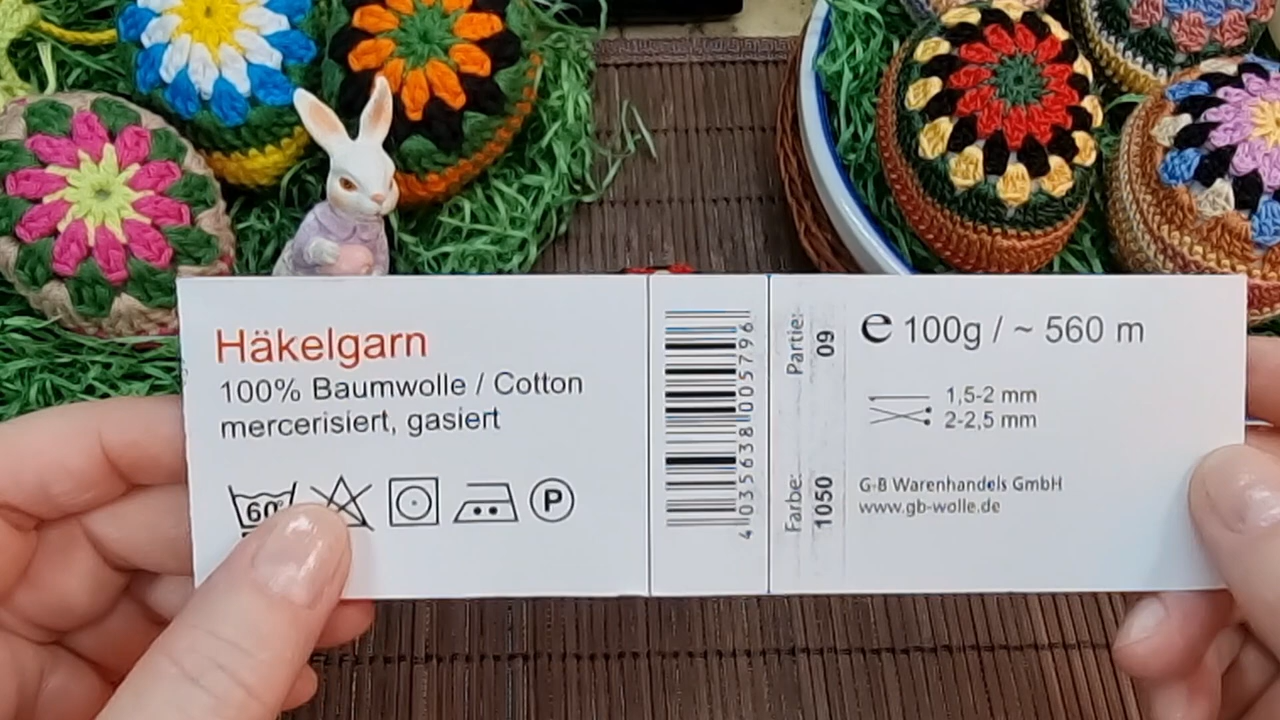 Häkelgarn
100% Baumwolle / Cotton
mercerisiert, gasiert
60°
P
4 035638 005796
Partie:
09
Farbe:
1050
e 100g / ~ 560 m
1,5-2 mm
2-2,5 mm
G-B Warenhandels GmbH
www.gb-wolle.de